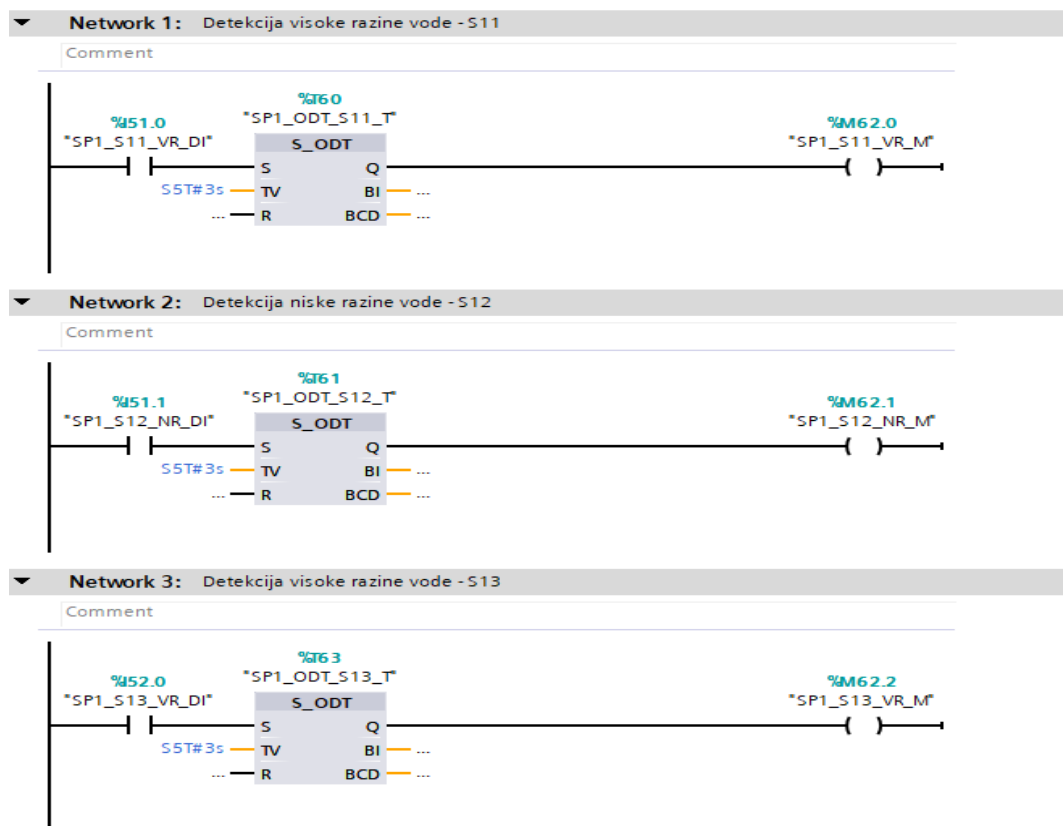 Network 1: Detekcija visoke razine vode - S11
Comment
%T60
"SP1_ODT_S11_T"
%I51.0
"SP1_S11_VR_DI"
S_ODT
%M62.0
"SP1_S11_VR_M"
S Q
S5T#3s TV BI ...
... R BCD ...
Network 2: Detekcija niske razine vode - S12
Comment
%T61
"SP1_ODT_S12_T"
%I51.1
"SP1_S12_NR_DI"
S_ODT
%M62.1
"SP1_S12_NR_M"
S Q
S5T#3s TV BI ...
... R BCD ...
Network 3: Detekcija visoke razine vode - S13
Comment
%T63
"SP1_ODT_S13_T"
%I52.0
"SP1_S13_VR_DI"
S_ODT
%M62.2
"SP1_S13_VR_M"
S Q
S5T#3s TV BI ...
... R BCD ...